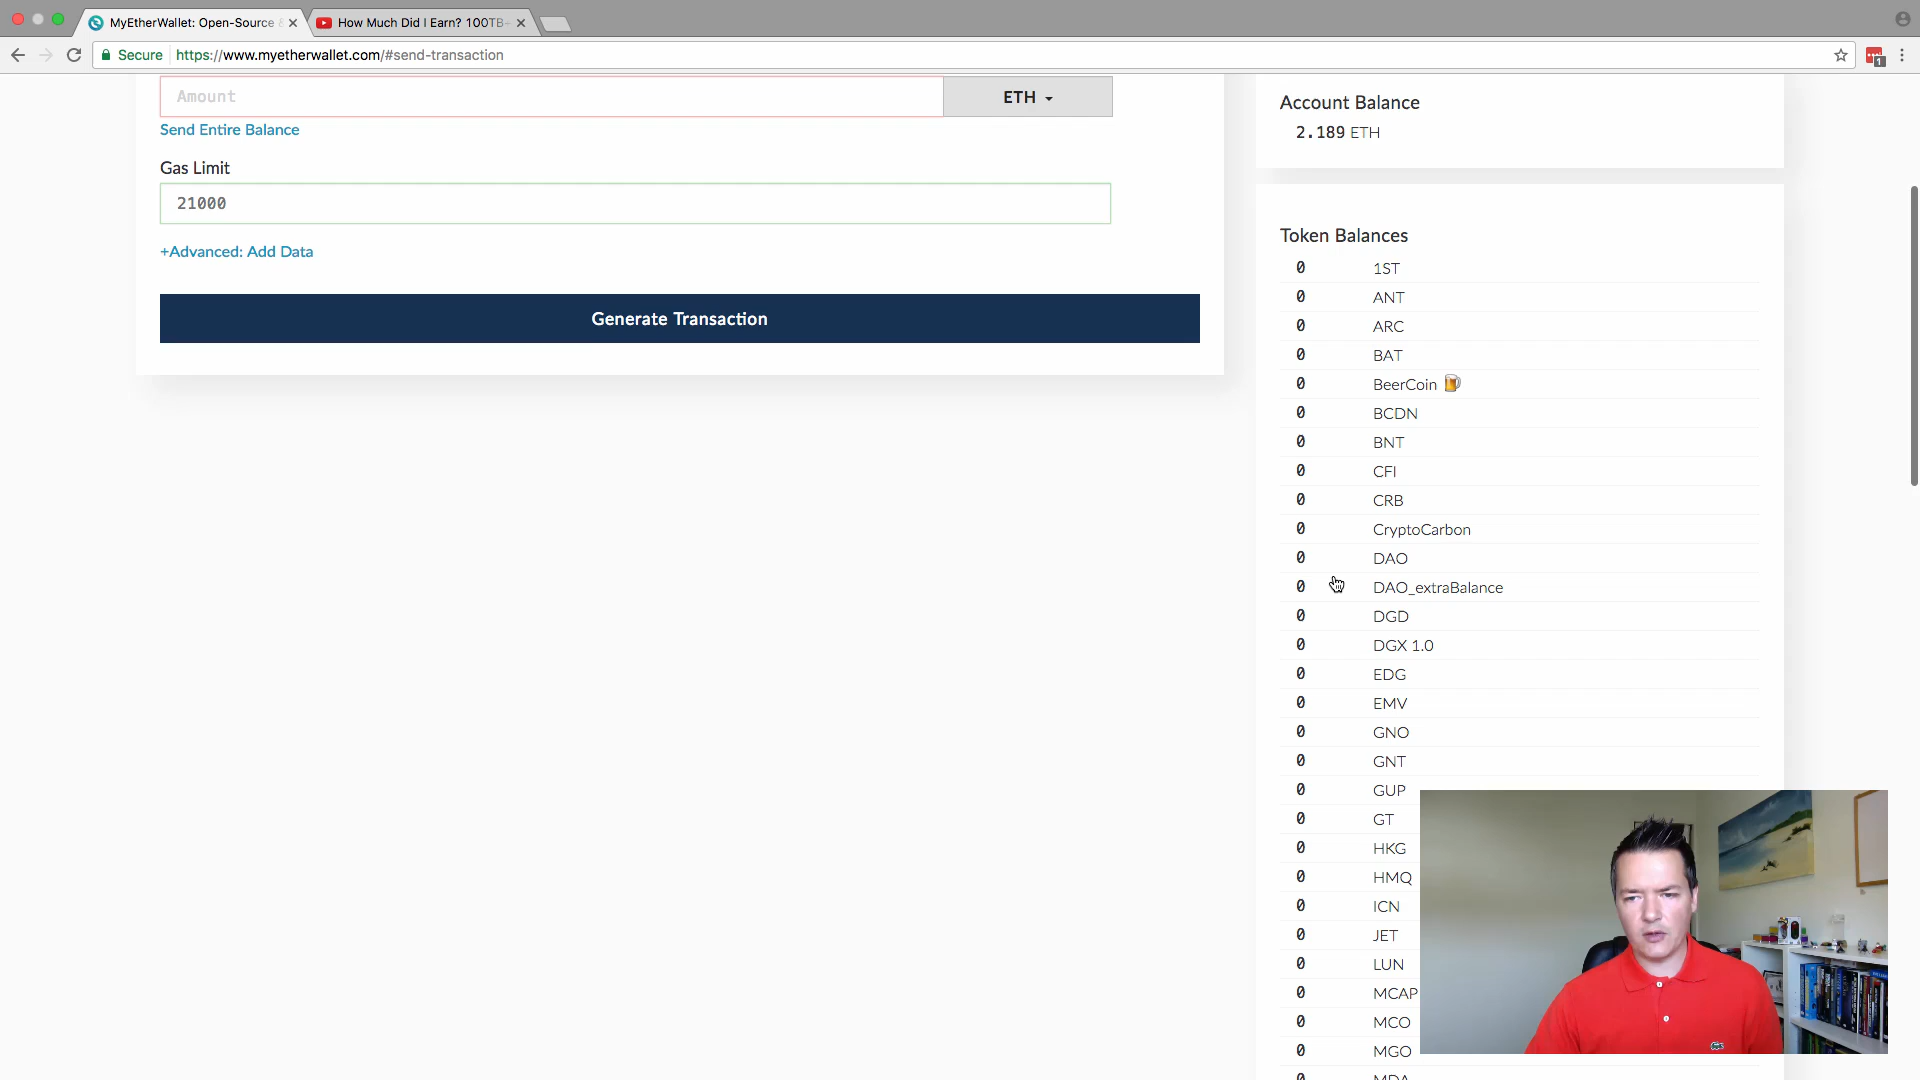 MyEtherWallet: Open-Source &
How Much Did I Earn? 100TB+
Secure
https://www.myetherwallet.com/#send-transaction
1
Amount
ETH
Send Entire Balance
Gas Limit
21000
+Advanced: Add Data
Generate Transaction
Account Balance
2.189 ETH
Token Balances
0 1ST
0 ANT
0 ARC
0 BAT
0 BeerCoin 🍺
0 BCDN
0 BNT
0 CFI
0 CRB
0 CryptoCarbon
0 DAO
0 DAO_extraBalance
0 DGD
0 DGX 1.0
0 EDG
0 EMV
0 GNO
0 GNT
0 GUP
0 GT
0 HKG
0 HMQ
0 ICN
0 JET
0 LUN
0 MCAP
0 MCO
0 MGO
0 MDA